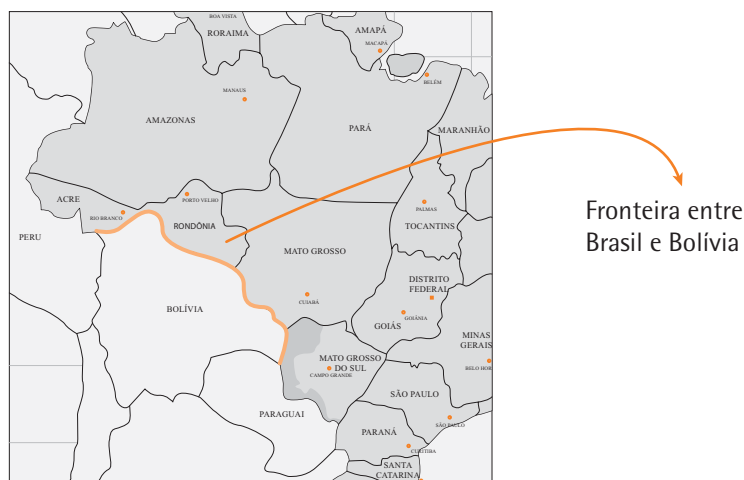 BOA VISTA
RORAIMA
AMAPÁ
MACAPÁ
BELÉM
MANAUS
AMAZONAS
PARÁ
MARANHÃO
ACRE
RIO BRANCO
PORTO VELHO
RONDÔNIA
PALMAS
TOCANTINS
Fronteira entre
Brasil e Bolívia
PERU
MATO GROSSO
DISTRITO
FEDERAL
CUIABÁ
BOLÍVIA
GOIÂNIA
GOIÁS
MINAS
GERAIS
BELO HOR
MATO GROSSO
DO SUL
CAMPO GRANDE
SÃO PAULO
PARAGUAI
SÃO PAULO
PARANÁ
CURITIBA
SANTA
CATARINA